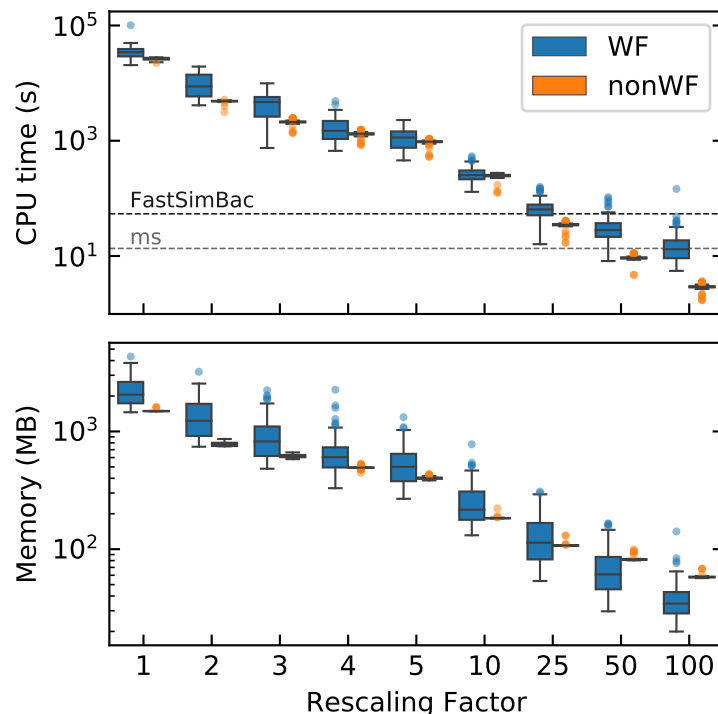 10^5
10^3
10^1
CPU time (s)
WF
nonWF
FastSimBac
ms
10^3
10^2
Memory (MB)
1 2 3 4 5 10 25 50 100
Rescaling Factor